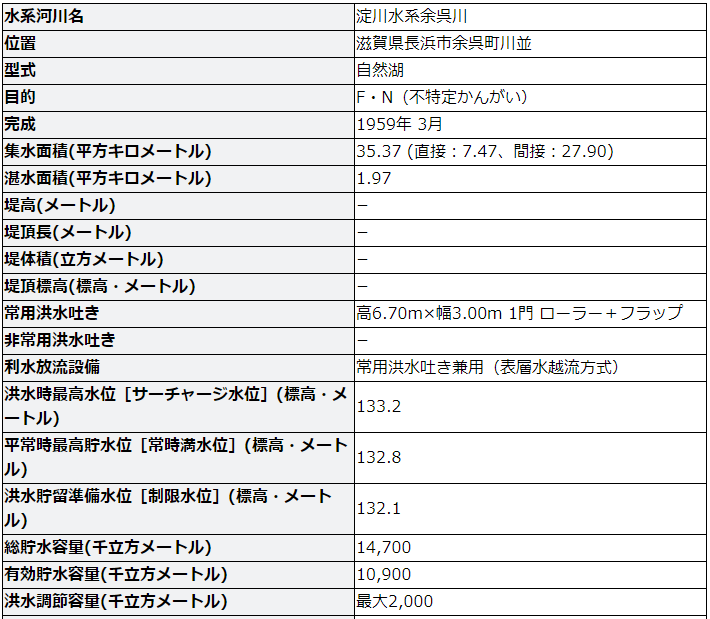 水系河川名 淀川水系余呉川
位置 滋賀県長浜市余呉町川並
型式 自然湖
目的 F・N（不特定かんがい）
完成 1959年 3月
集水面積(平方キロメートル) 35.37 (直接：7.47、間接：27.90)
湛水面積(平方キロメートル) 1.97
堤高(メートル) −
堤頂長(メートル) −
堤体積(立方メートル) −
堤頂標高(標高・メートル) −
常用洪水吐き 高6.70m×幅3.00m 1門 ローラー＋フラップ
非常用洪水吐き −
利水放流設備 常用洪水吐き兼用（表層水越流方式）
洪水時最高水位［サーチャージ水位］(標高・メ
ートル) 133.2
平常時最高貯水位［常時満水位］(標高・メート
ル) 132.8
洪水貯留準備水位［制限水位］(標高・メート
ル) 132.1
総貯水容量(千立方メートル) 14,700
有効貯水容量(千立方メートル) 10,900
洪水調節容量(千立方メートル) 最大2,000